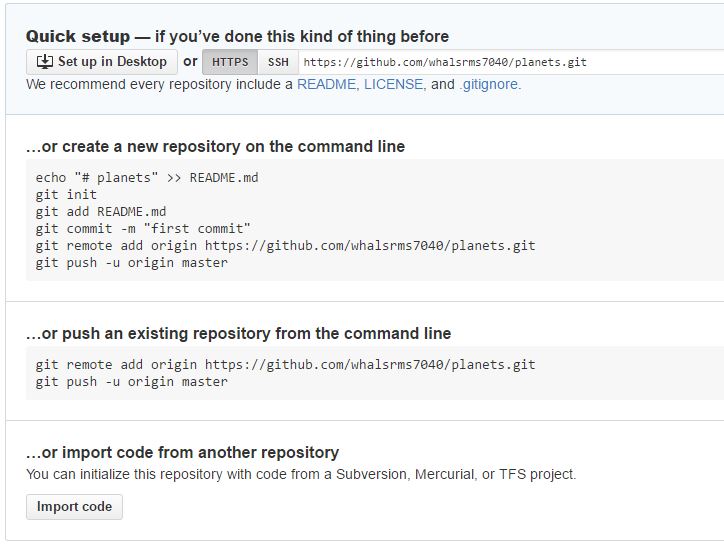 Quick setup — if you’ve done this kind of thing before
Set up in Desktop or HTTPS SSH https://github.com/whalsrms7040/planets.git
We recommend every repository include a README, LICENSE, and .gitignore.
…or create a new repository on the command line
echo "# planets" >> README.md
git init
git add README.md
git commit -m "first commit"
git remote add origin https://github.com/whalsrms7040/planets.git
git push -u origin master
…or push an existing repository from the command line
git remote add origin https://github.com/whalsrms7040/planets.git
git push -u origin master
…or import code from another repository
You can initialize this repository with code from a Subversion, Mercurial, or TFS project.
Import code